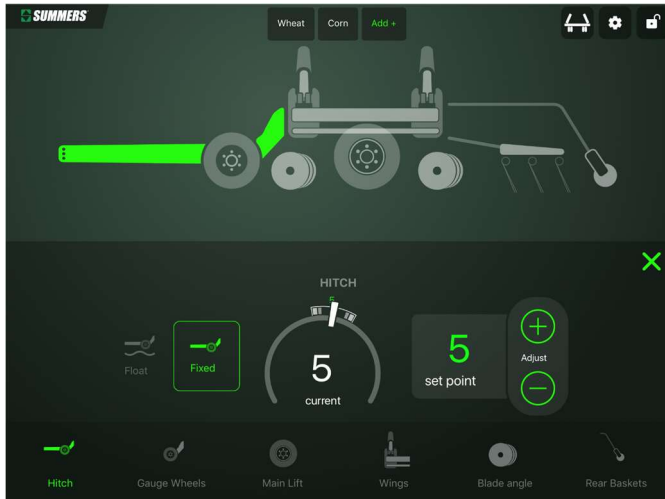 SUMMERS
Wheat
Corn
Add +
HITCH
5
5
current
Float
Fixed
5
set point
Adjust
Hitch
Gauge Wheels
Main Lift
Wings
Blade angle
Rear Baskets